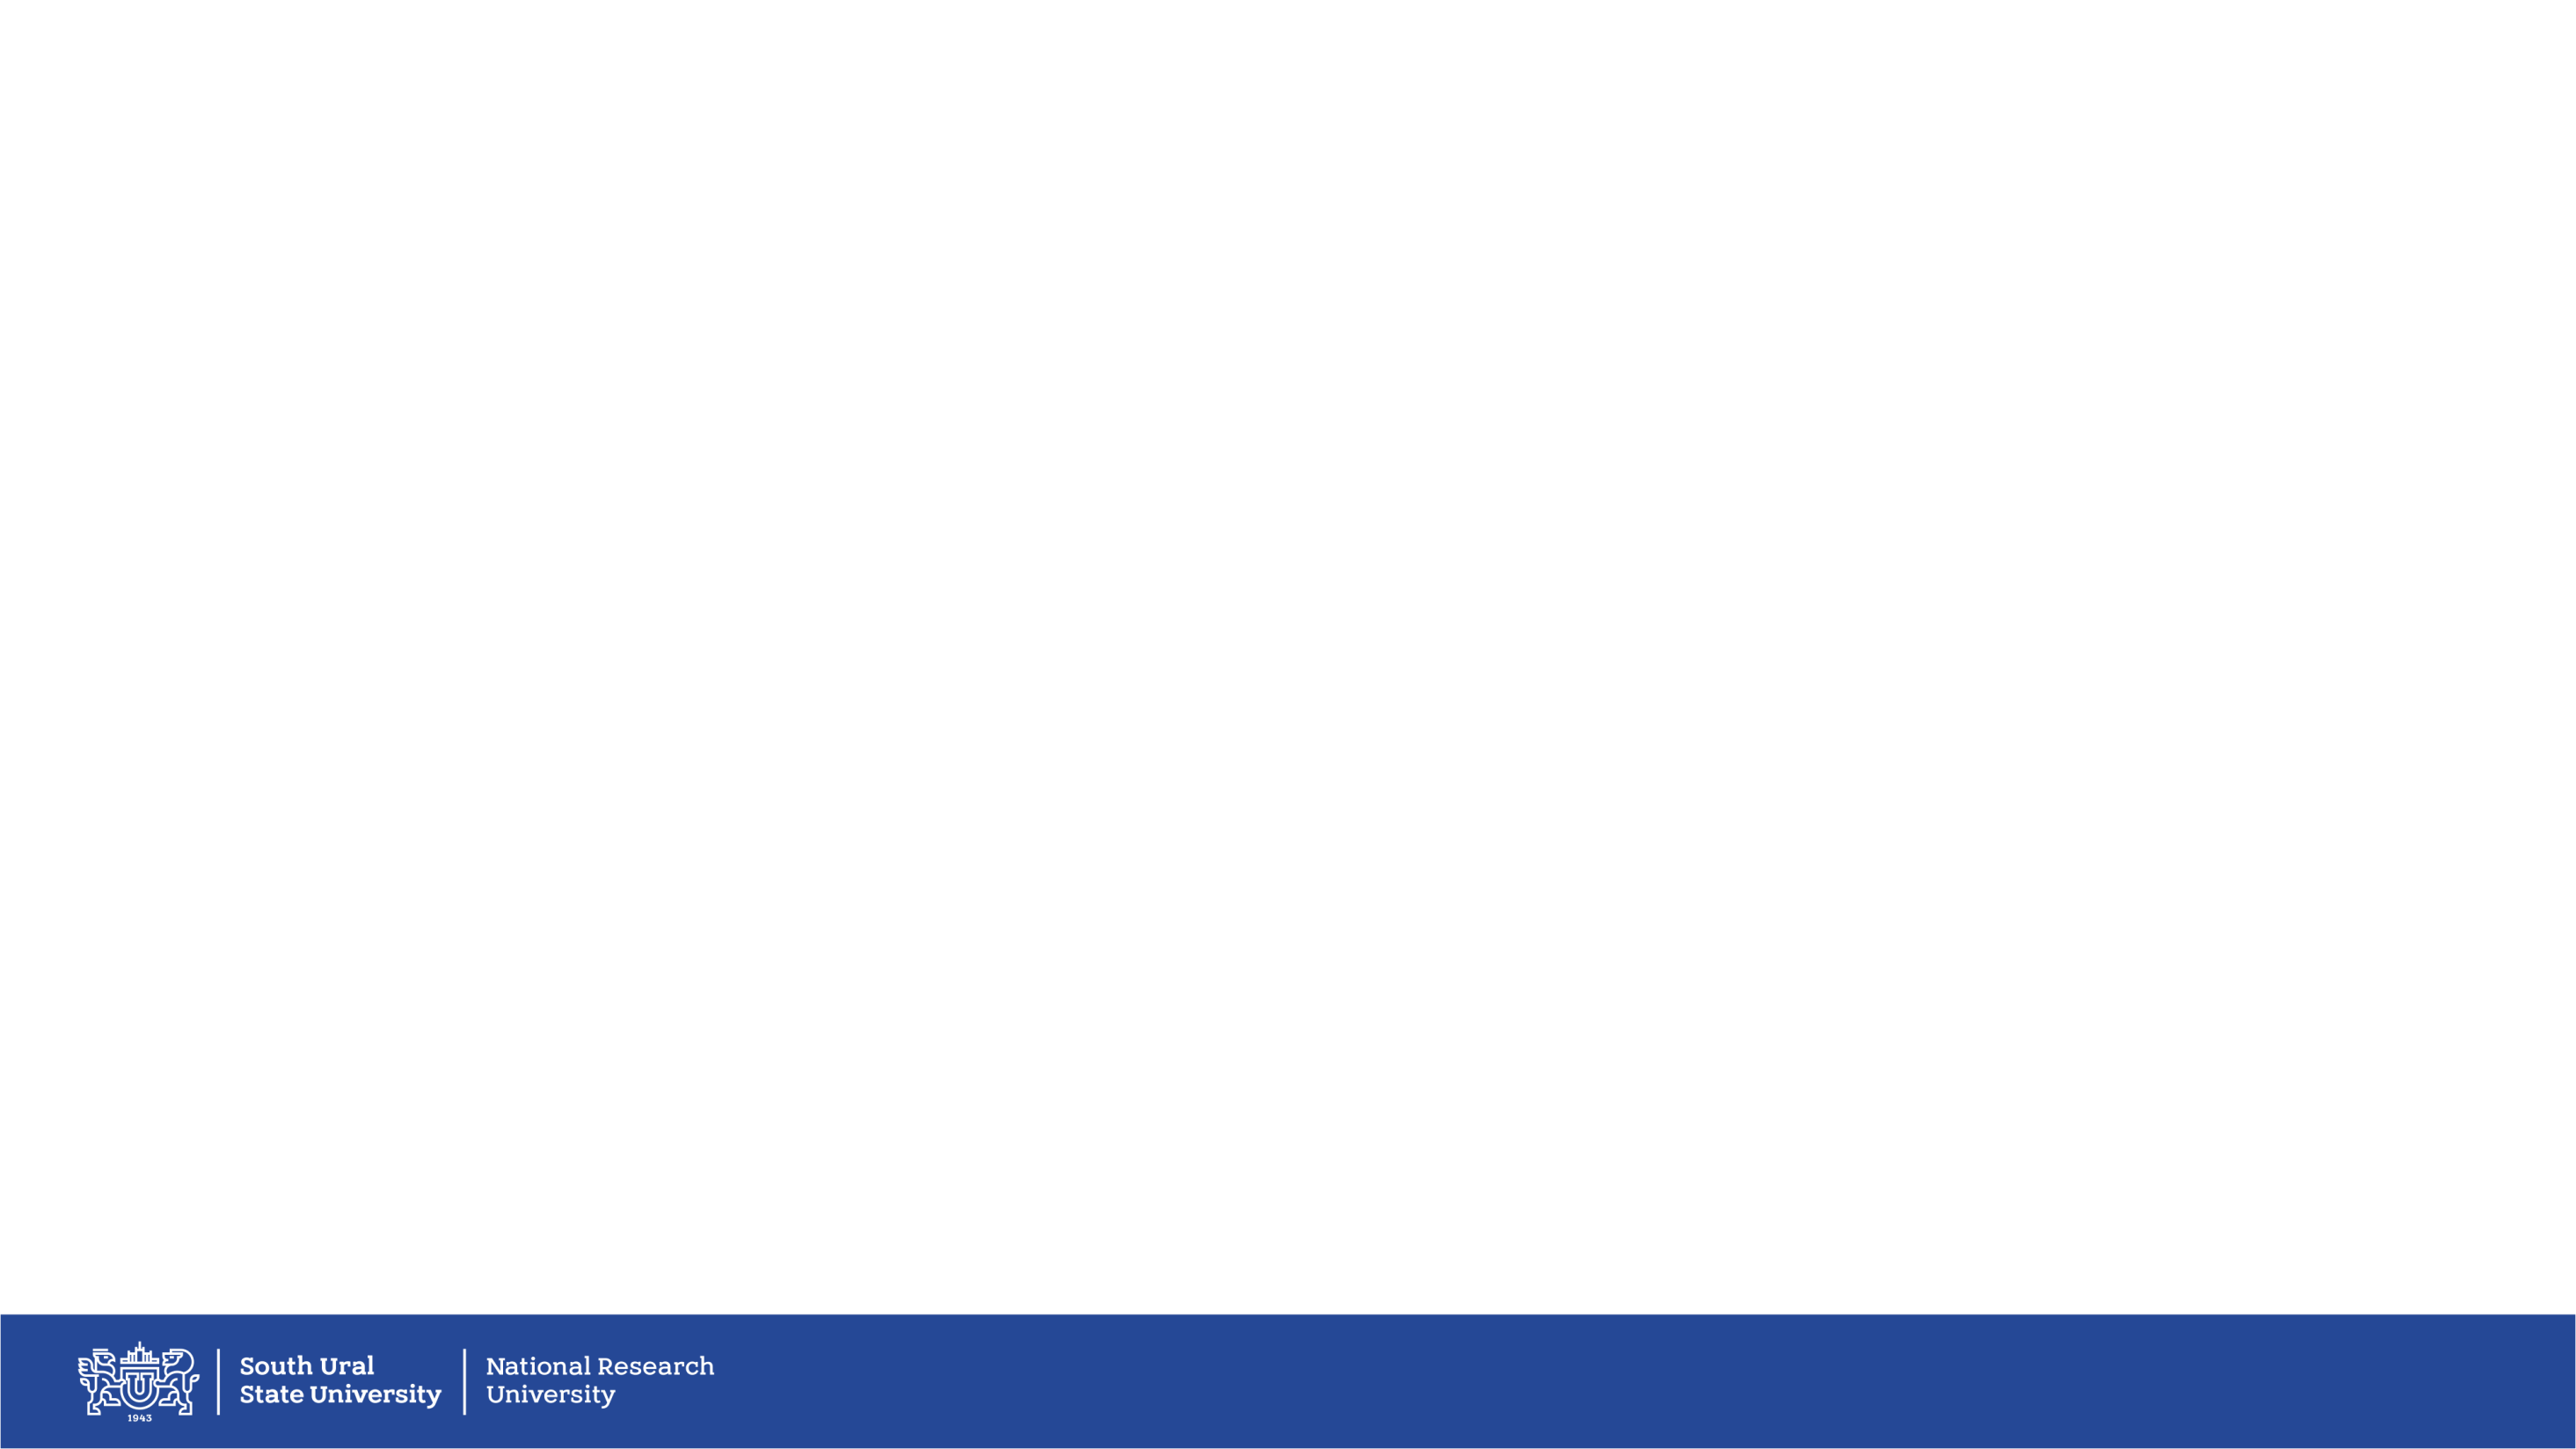 South Ural
State University
National Research
University
1943